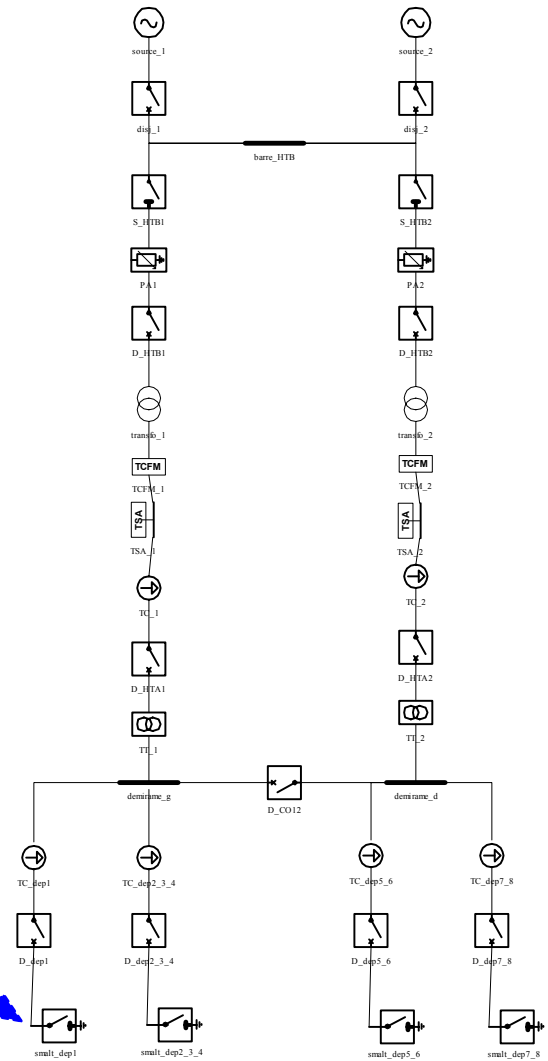 source_1 source_2
disj_1 disj_2
barre_HTB
S_HTB1 S_HTB2
PA1 PA2
D_HTB1 D_HTB2
transfo_1 transfo_2
TCFM TCFM
TCFM_1 TCFM_2
TSA TSA
TSA_1 TSA_2
TC_1 TC_2
D_HTA1 D_HTA2
TT_1 TT_2
demirame_g demirame_d
D_CO12
TC_dep1 TC_dep2_3_4 TC_dep5_6 TC_dep7_8
D_dep1 D_dep2_3_4 D_dep5_6 D_dep7_8
smalt_dep1 smalt_dep2_3_4 smalt_dep5_6 smalt_dep7_8